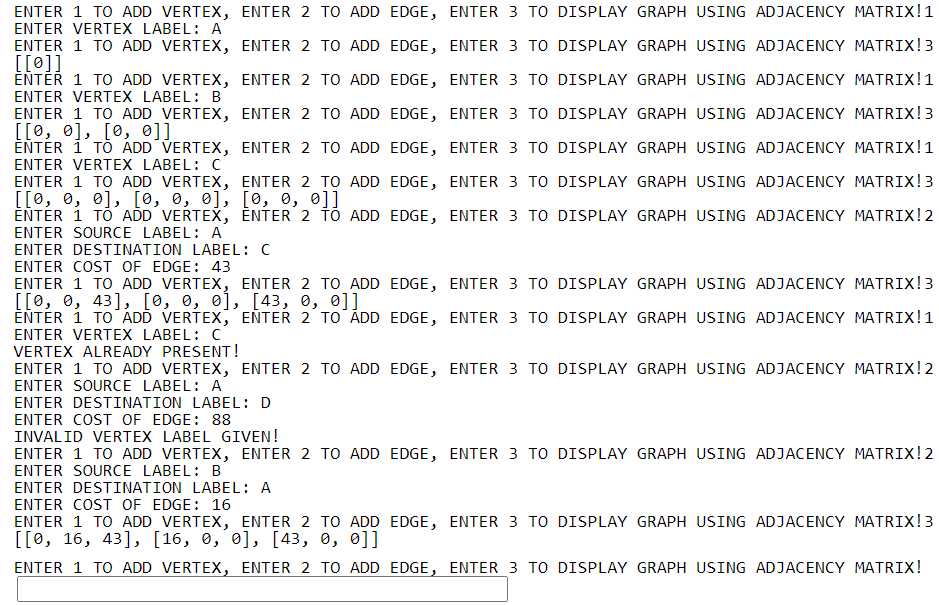 ENTER 1 TO ADD VERTEX, ENTER 2 TO ADD EDGE, ENTER 3 TO DISPLAY GRAPH USING ADJACENCY MATRIX!1
ENTER VERTEX LABEL: A
ENTER 1 TO ADD VERTEX, ENTER 2 TO ADD EDGE, ENTER 3 TO DISPLAY GRAPH USING ADJACENCY MATRIX!3
[[0]]
ENTER 1 TO ADD VERTEX, ENTER 2 TO ADD EDGE, ENTER 3 TO DISPLAY GRAPH USING ADJACENCY MATRIX!1
ENTER VERTEX LABEL: B
ENTER 1 TO ADD VERTEX, ENTER 2 TO ADD EDGE, ENTER 3 TO DISPLAY GRAPH USING ADJACENCY MATRIX!3
[[0, 0], [0, 0]]
ENTER 1 TO ADD VERTEX, ENTER 2 TO ADD EDGE, ENTER 3 TO DISPLAY GRAPH USING ADJACENCY MATRIX!1
ENTER VERTEX LABEL: C
ENTER 1 TO ADD VERTEX, ENTER 2 TO ADD EDGE, ENTER 3 TO DISPLAY GRAPH USING ADJACENCY MATRIX!3
[[0, 0, 0], [0, 0, 0], [0, 0, 0]]
ENTER 1 TO ADD VERTEX, ENTER 2 TO ADD EDGE, ENTER 3 TO DISPLAY GRAPH USING ADJACENCY MATRIX!2
ENTER SOURCE LABEL: A
ENTER DESTINATION LABEL: C
ENTER COST OF EDGE: 43
ENTER 1 TO ADD VERTEX, ENTER 2 TO ADD EDGE, ENTER 3 TO DISPLAY GRAPH USING ADJACENCY MATRIX!3
[[0, 0, 43], [0, 0, 0], [43, 0, 0]]
ENTER 1 TO ADD VERTEX, ENTER 2 TO ADD EDGE, ENTER 3 TO DISPLAY GRAPH USING ADJACENCY MATRIX!1
ENTER VERTEX LABEL: C
VERTEX ALREADY PRESENT!
ENTER 1 TO ADD VERTEX, ENTER 2 TO ADD EDGE, ENTER 3 TO DISPLAY GRAPH USING ADJACENCY MATRIX!2
ENTER SOURCE LABEL: A
ENTER DESTINATION LABEL: D
ENTER COST OF EDGE: 88
INVALID VERTEX LABEL GIVEN!
ENTER 1 TO ADD VERTEX, ENTER 2 TO ADD EDGE, ENTER 3 TO DISPLAY GRAPH USING ADJACENCY MATRIX!2
ENTER SOURCE LABEL: B
ENTER DESTINATION LABEL: A
ENTER COST OF EDGE: 16
ENTER 1 TO ADD VERTEX, ENTER 2 TO ADD EDGE, ENTER 3 TO DISPLAY GRAPH USING ADJACENCY MATRIX!3
[[0, 16, 43], [16, 0, 0], [43, 0, 0]]
ENTER 1 TO ADD VERTEX, ENTER 2 TO ADD EDGE, ENTER 3 TO DISPLAY GRAPH USING ADJACENCY MATRIX!